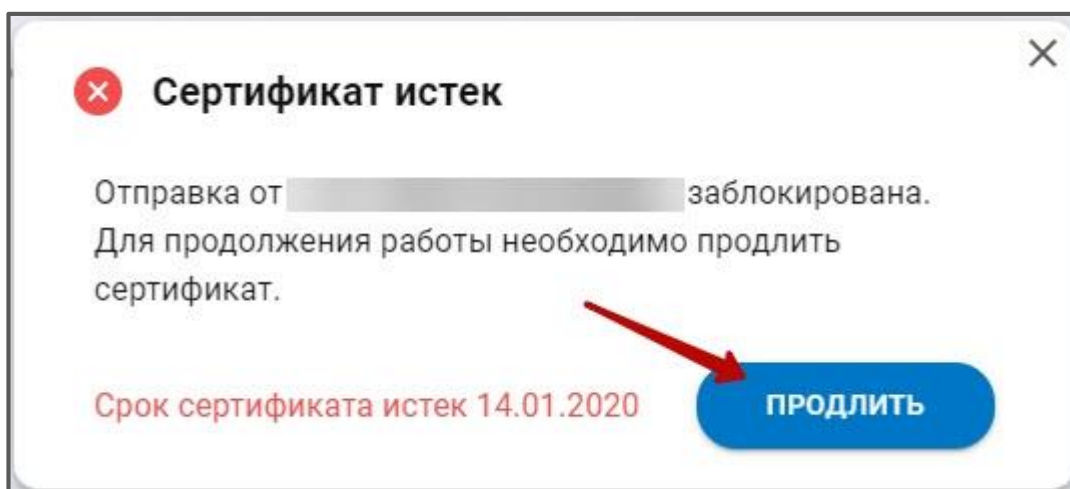 Сертификат истек
Отправка от заблокирована.
Для продолжения работы необходимо продлить
сертификат.
Срок сертификата истек 14.01.2020
ПРОДЛИТЬ